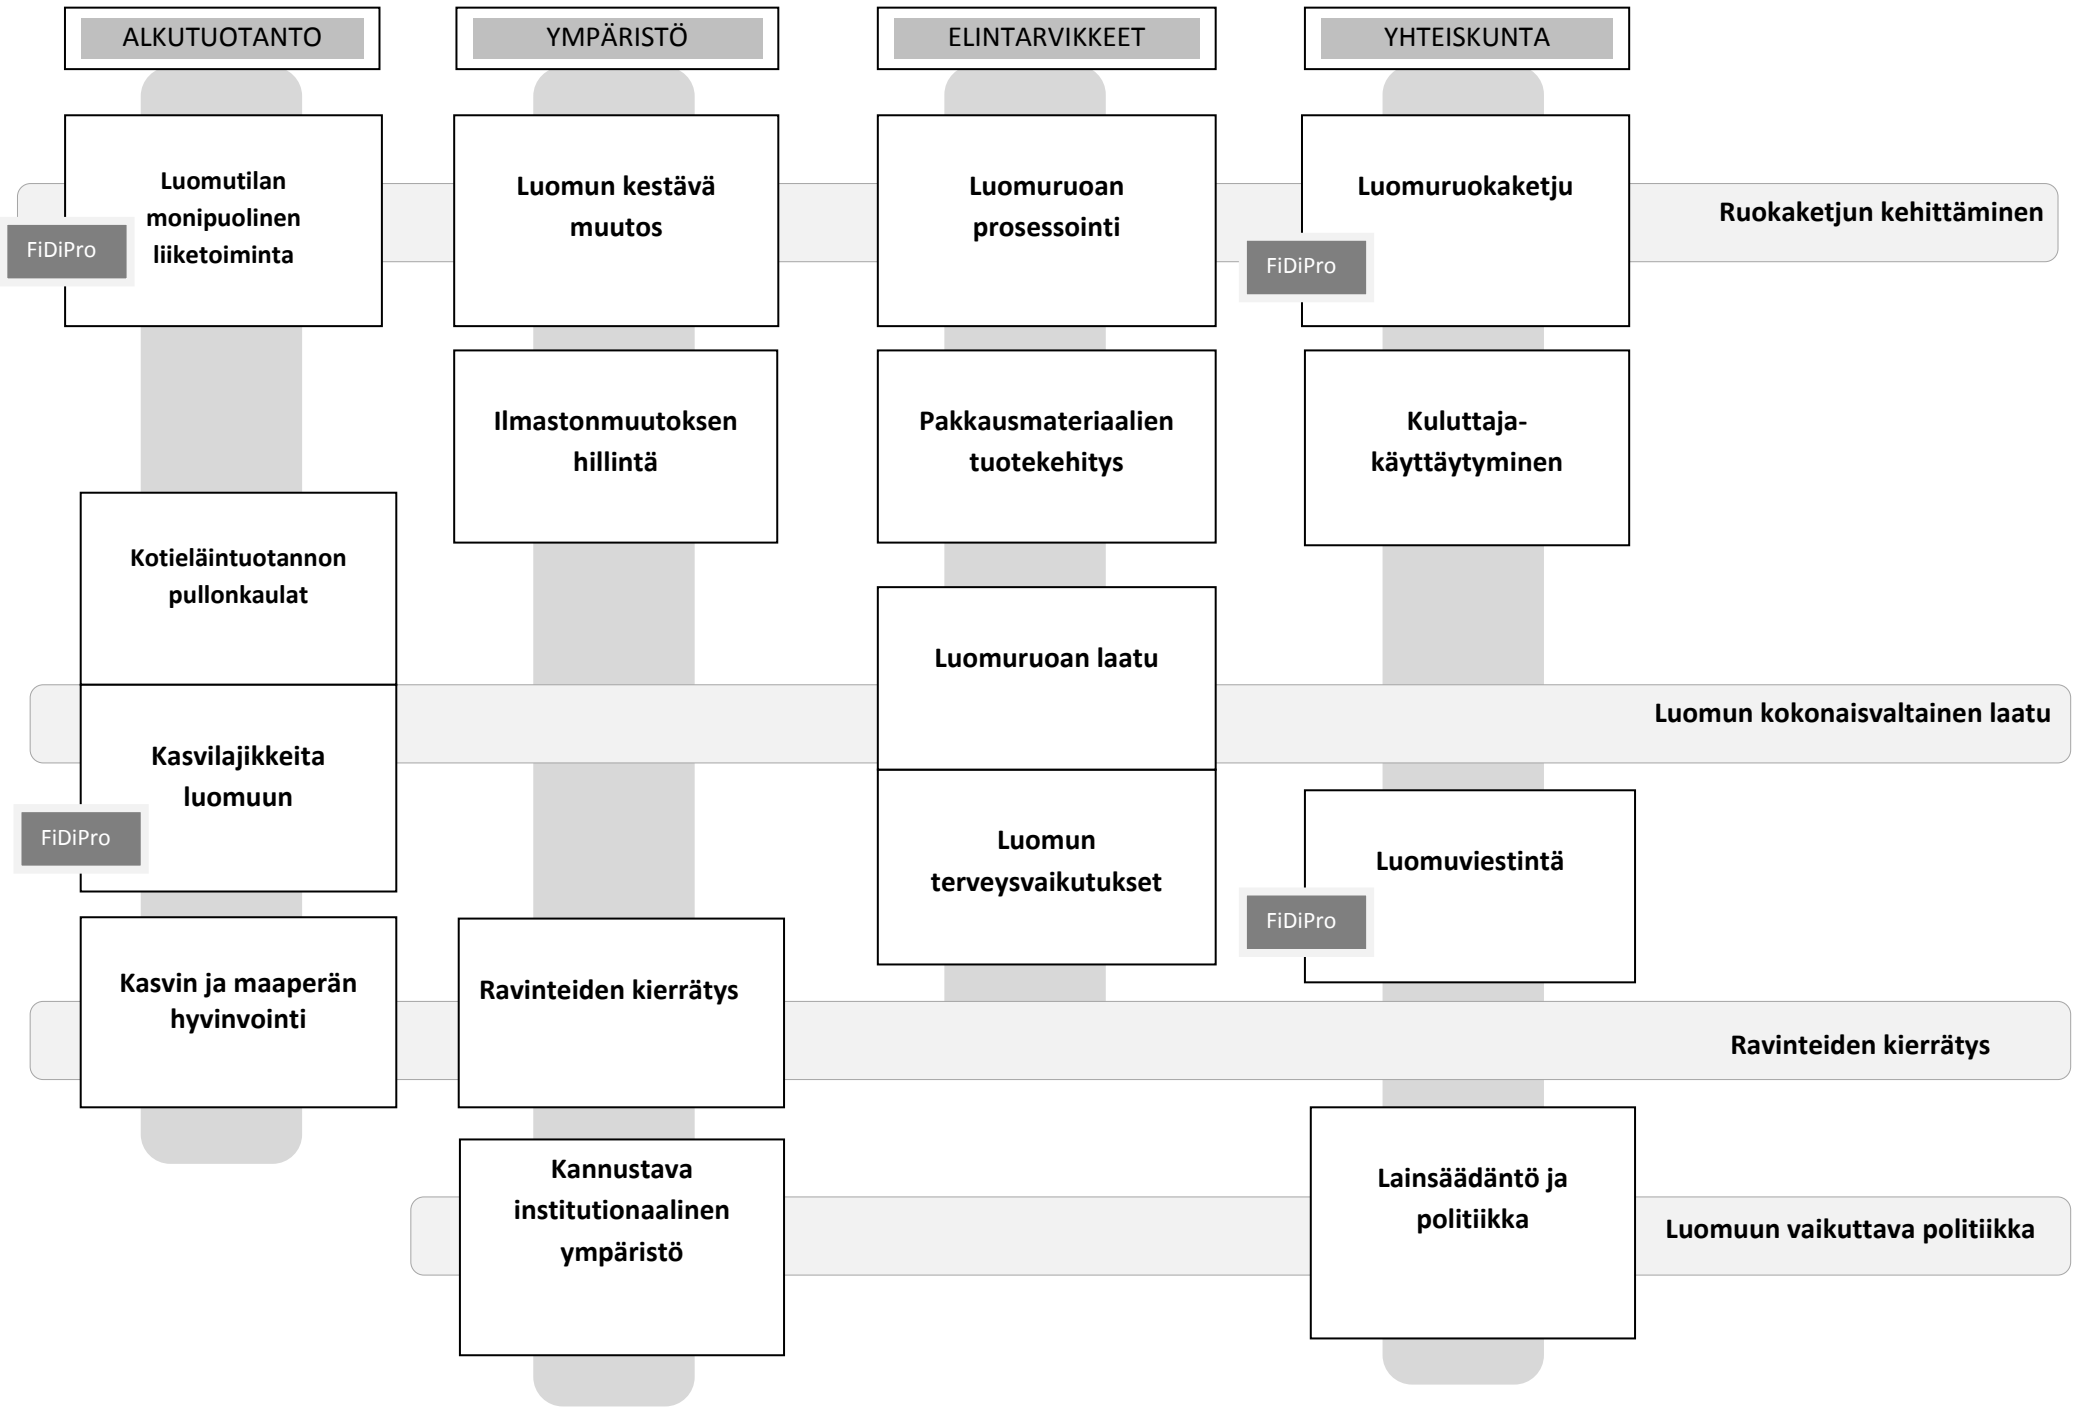 ALKUTUOTANTO
YMPÄRISTÖ
ELINTARVIKKEET
YHTEISKUNTA
Luomutilan
monipuolinen
liiketoiminta
FiDiPro
Luomun kestävä
muutos
Luomuruoan
prosessointi
Luomuruokaketju
FiDiPro
Ruokaketjun kehittäminen
Ilmastonmuutoksen
hillintä
Pakkausmateriaalien
tuotekehitys
Kuluttaja-
käyttäytyminen
Kotieläintuotannon
pullonkaulat
Luomuruoan laatu
Luomun kokonaisvaltainen laatu
Kasvilajikkeita
luomuun
FiDiPro
Luomun
terveysvaikutukset
Luomuviestintä
FiDiPro
Kasvin ja maaperän
hyvinvointi
Ravinteiden kierrätys
Ravinteiden kierrätys
Kannustava
institutionaalinen
ympäristö
Lainsäädäntö ja
politiikka
Luomuun vaikuttava politiikka